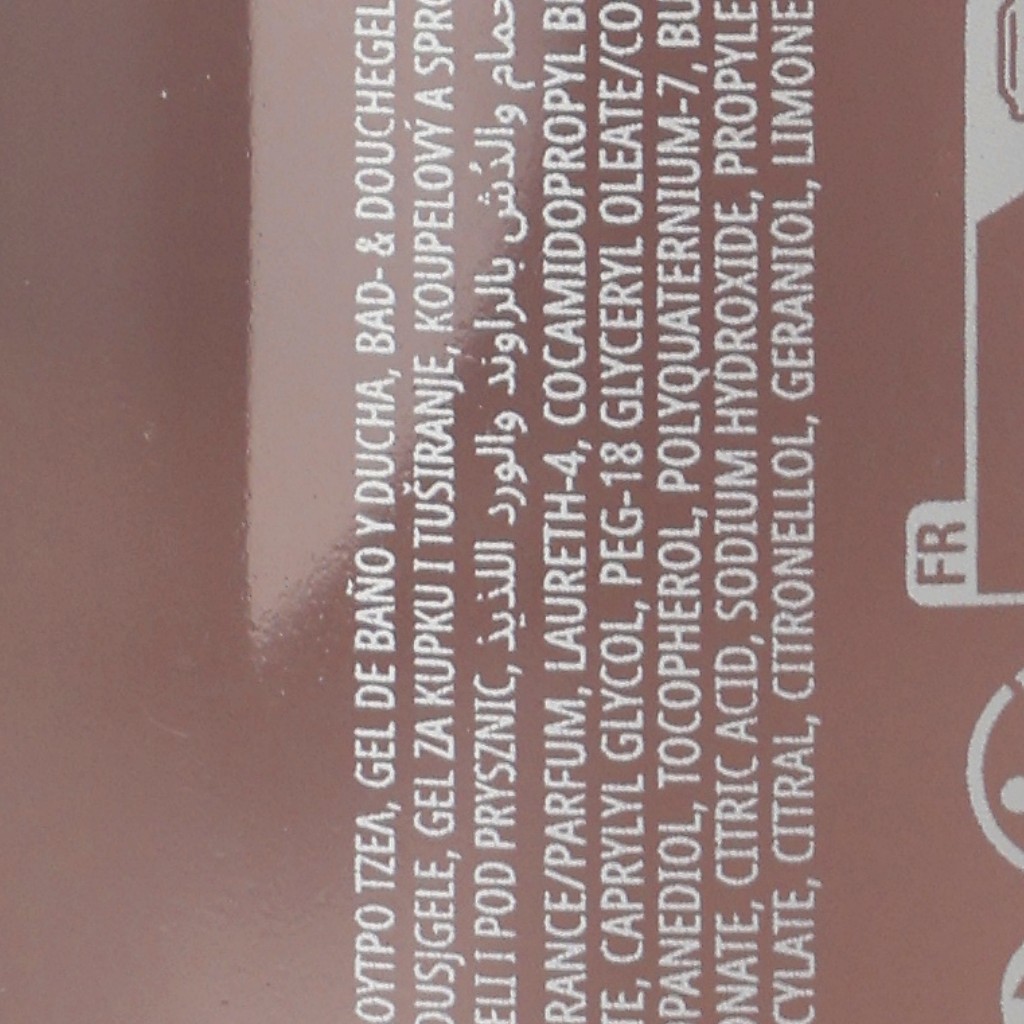 ΟΥΤΡΟ ΤΖΕΛ, GEL DE BAÑO Y DUCHA, BAD- & DOUCHEGEL
DUSJGELE, GEL ZA KUPKU I TUŠIRANJE, KOUPELOVÝ A SPRC
ELI I POD PRYSZNIC, حمام والدُش بالراوند والورد اللذيذ
RANCE/PARFUM, LAURETH-4, COCAMIDOPROPYL BE
TE, CAPRYLYL GLYCOL, PEG-18 GLYCERYL OLEATE/CO
PANEDIOL, TOCOPHEROL, POLYQUATERNIUM-7, BU
ONATE, CITRIC ACID, SODIUM HYDROXIDE, PROPYLE
CYLATE, CITRAL, CITRONELLOL, GERANIOL, LIMONE
FR